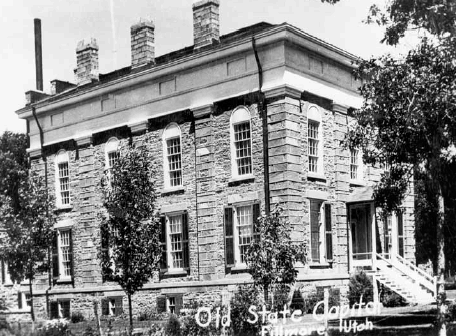 Old State Capitol
Fillmore, Utah